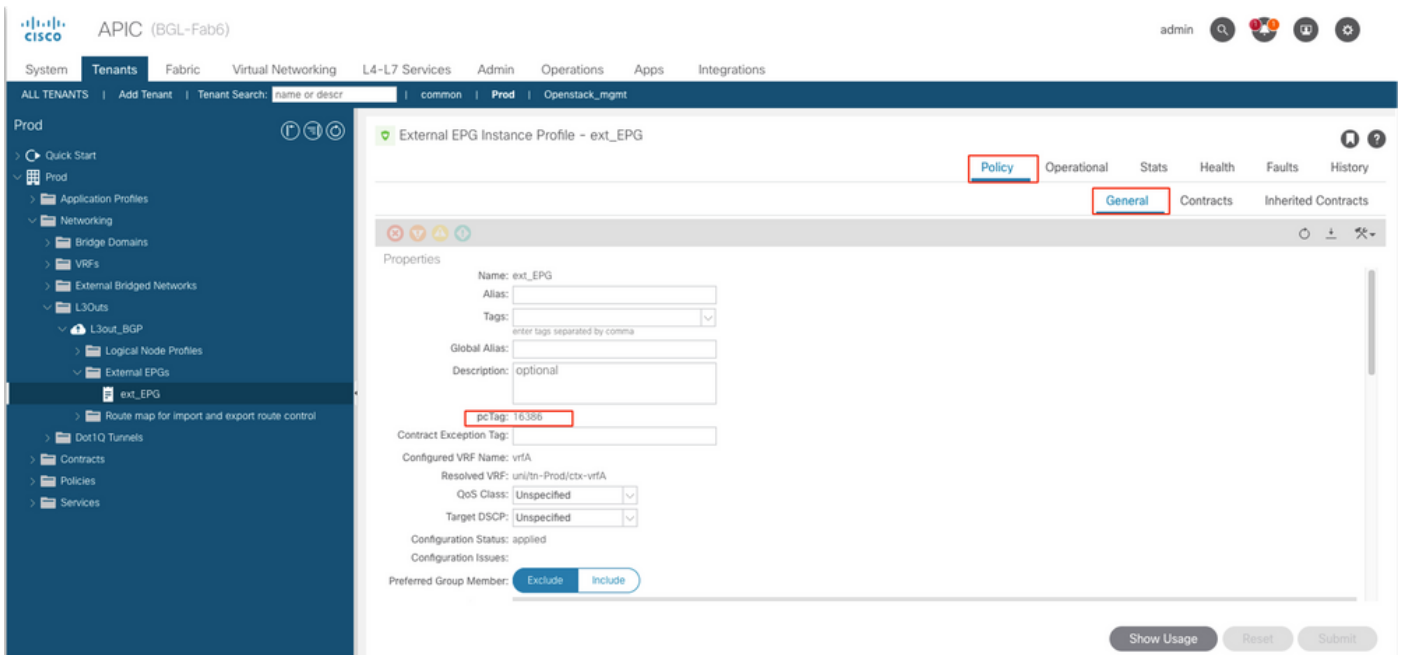 CISCO
APIC (BGL-Fab6)
admin
System Tenants Fabric Virtual Networking L4-L7 Services Admin Operations Apps Integrations
ALL TENANTS | Add Tenant | Tenant Search: name or descr | common | Prod | Openstack_mgmt
Prod
Quick Start
Prod
Application Profiles
Networking
Bridge Domains
VRFs
External Bridged Networks
L3Outs
L3out_BGP
Logical Node Profiles
External EPGs
ext_EPG
Route map for import and export route control
Dot1Q Tunnels
Contracts
Policies
Services
External EPG Instance Profile - ext_EPG
Policy Operational Stats Health Faults History
General Contracts Inherited Contracts
Properties
Name: ext_EPG
Alias:
Tags:
enter tags separated by comma
Global Alias:
Description: optional
pcTag: 16386
Contract Exception Tag:
Configured VRF Name: vrfA
Resolved VRF: uni/tn-Prod/ctx-vrfA
QoS Class: Unspecified
Target DSCP: Unspecified
Configuration Status: applied
Configuration Issues:
Preferred Group Member: Exclude Include
Show Usage Reset Submit